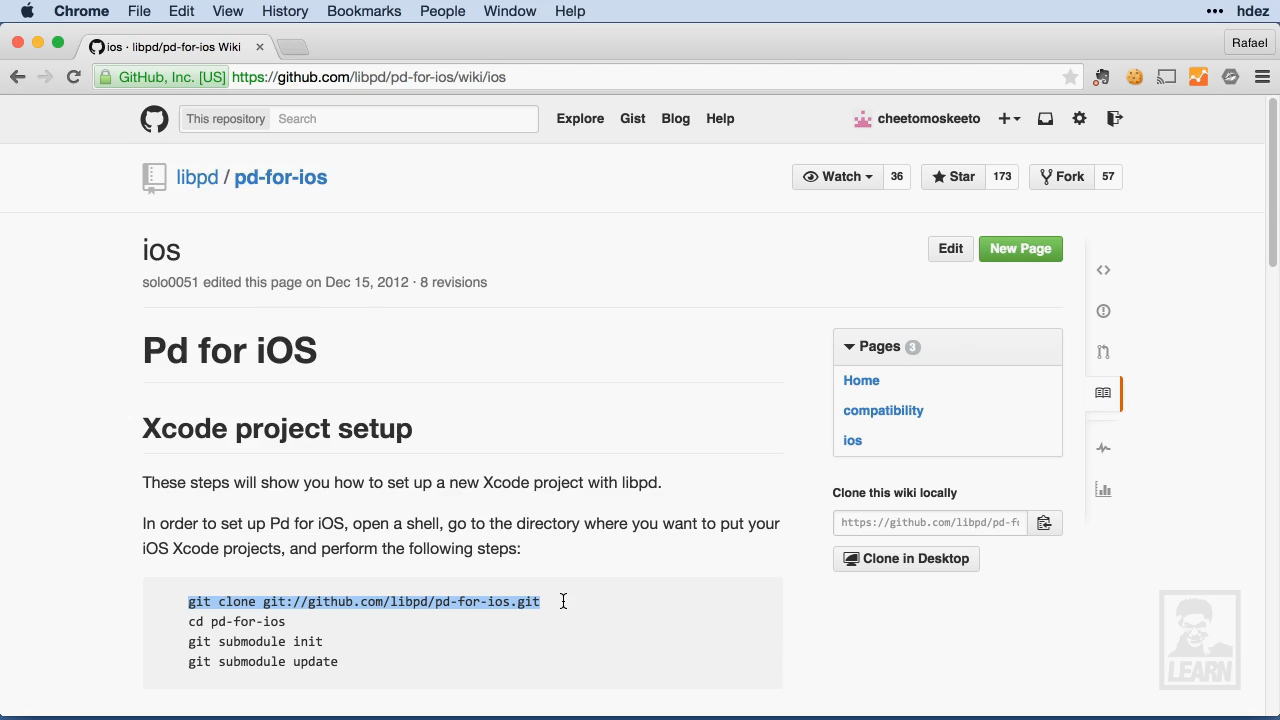 Chrome File Edit View History Bookmarks People Window Help ••• hdez
ios · libpd/pd-for-ios Wiki × Rafael
GitHub, Inc. [US] https://github.com/libpd/pd-for-ios/wiki/ios
This repository Search Explore Gist Blog Help cheetomoskeeto
libpd / pd-for-ios Watch 36 Star 173 Fork 57
ios Edit New Page
solo0051 edited this page on Dec 15, 2012 · 8 revisions
Pd for iOS
Pages 3
Home
compatibility
ios
Xcode project setup
These steps will show you how to set up a new Xcode project with libpd.
In order to set up Pd for iOS, open a shell, go to the directory where you want to put your
iOS Xcode projects, and perform the following steps:
git clone git://github.com/libpd/pd-for-ios.git
cd pd-for-ios
git submodule init
git submodule update
Clone this wiki locally
https://github.com/libpd/pd-f
Clone in Desktop
LEARN